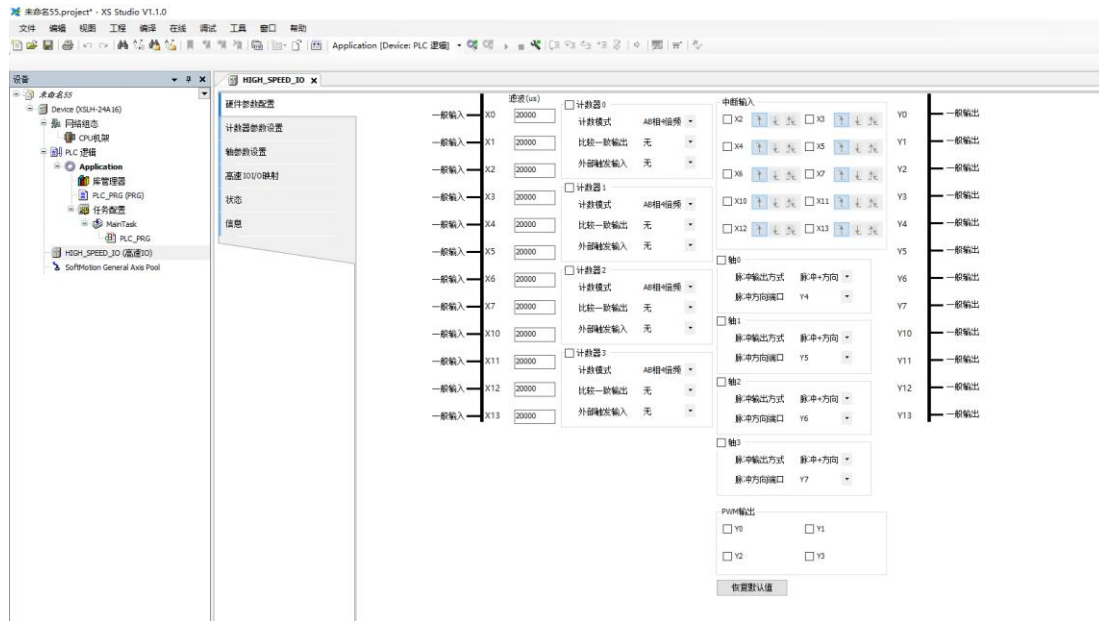 未命名55.project* - XS Studio V1.1.0
文件 编辑 视图 工程 编译 在线 调试 工具 窗口 帮助
Application [Device: PLC 逻辑]
设备
未命名55
Device (XSLH-24A16)
网络组态
CPU机架
PLC 逻辑
Application
库管理器
PLC_PRG (PRG)
任务配置
MainTask
PLC_PRG
HIGH_SPEED_IO (高速IO)
SoftMotion General Axis Pool
HIGH_SPEED_IO
硬件参数配置
计数器参数设置
轴参数设置
高速IOI/O映射
状态
信息
滤波(us)
一般输入 X0 20000
一般输入 X1 20000
一般输入 X2 20000
一般输入 X3 20000
一般输入 X4 20000
一般输入 X5 20000
一般输入 X6 20000
一般输入 X7 20000
一般输入 X10 20000
一般输入 X11 20000
一般输入 X12 20000
一般输入 X13 20000
计数器0
计数模式 AB相4倍频
比较一致输出 无
外部触发输入 无
计数器1
计数模式 AB相4倍频
比较一致输出 无
外部触发输入 无
计数器2
计数模式 AB相4倍频
比较一致输出 无
外部触发输入 无
计数器3
计数模式 AB相4倍频
比较一致输出 无
外部触发输入 无
中断输入
X2 X3
X4 X5
X6 X7
X10 X11
X12 X13
轴0
脉冲输出方式 脉冲+方向
脉冲方向端口 Y4
轴1
脉冲输出方式 脉冲+方向
脉冲方向端口 Y5
轴2
脉冲输出方式 脉冲+方向
脉冲方向端口 Y6
轴3
脉冲输出方式 脉冲+方向
脉冲方向端口 Y7
PWM输出
Y0 Y1
Y2 Y3
恢复默认值
Y0 一般输出
Y1 一般输出
Y2 一般输出
Y3 一般输出
Y4 一般输出
Y5 一般输出
Y6 一般输出
Y7 一般输出
Y10 一般输出
Y11 一般输出
Y12 一般输出
Y13 一般输出